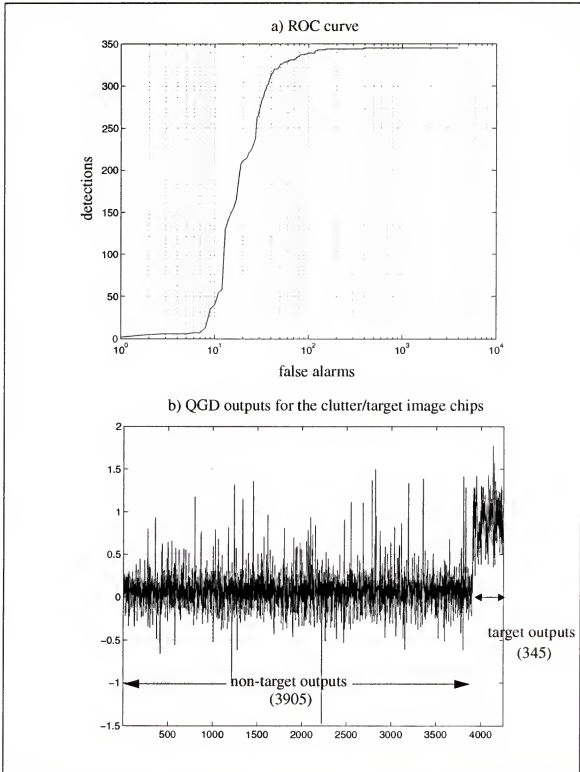 a) ROC curve
350
300
250
200
150
100
50
0
detections
10^0 10^1 10^2 10^3 10^4
false alarms
b) QGD outputs for the clutter/target image chips
2
1.5
1
0.5
0
-0.5
-1
-1.5
target outputs
(345)
non-target outputs
(3905)
500 1000 1500 2000 2500 3000 3500 4000